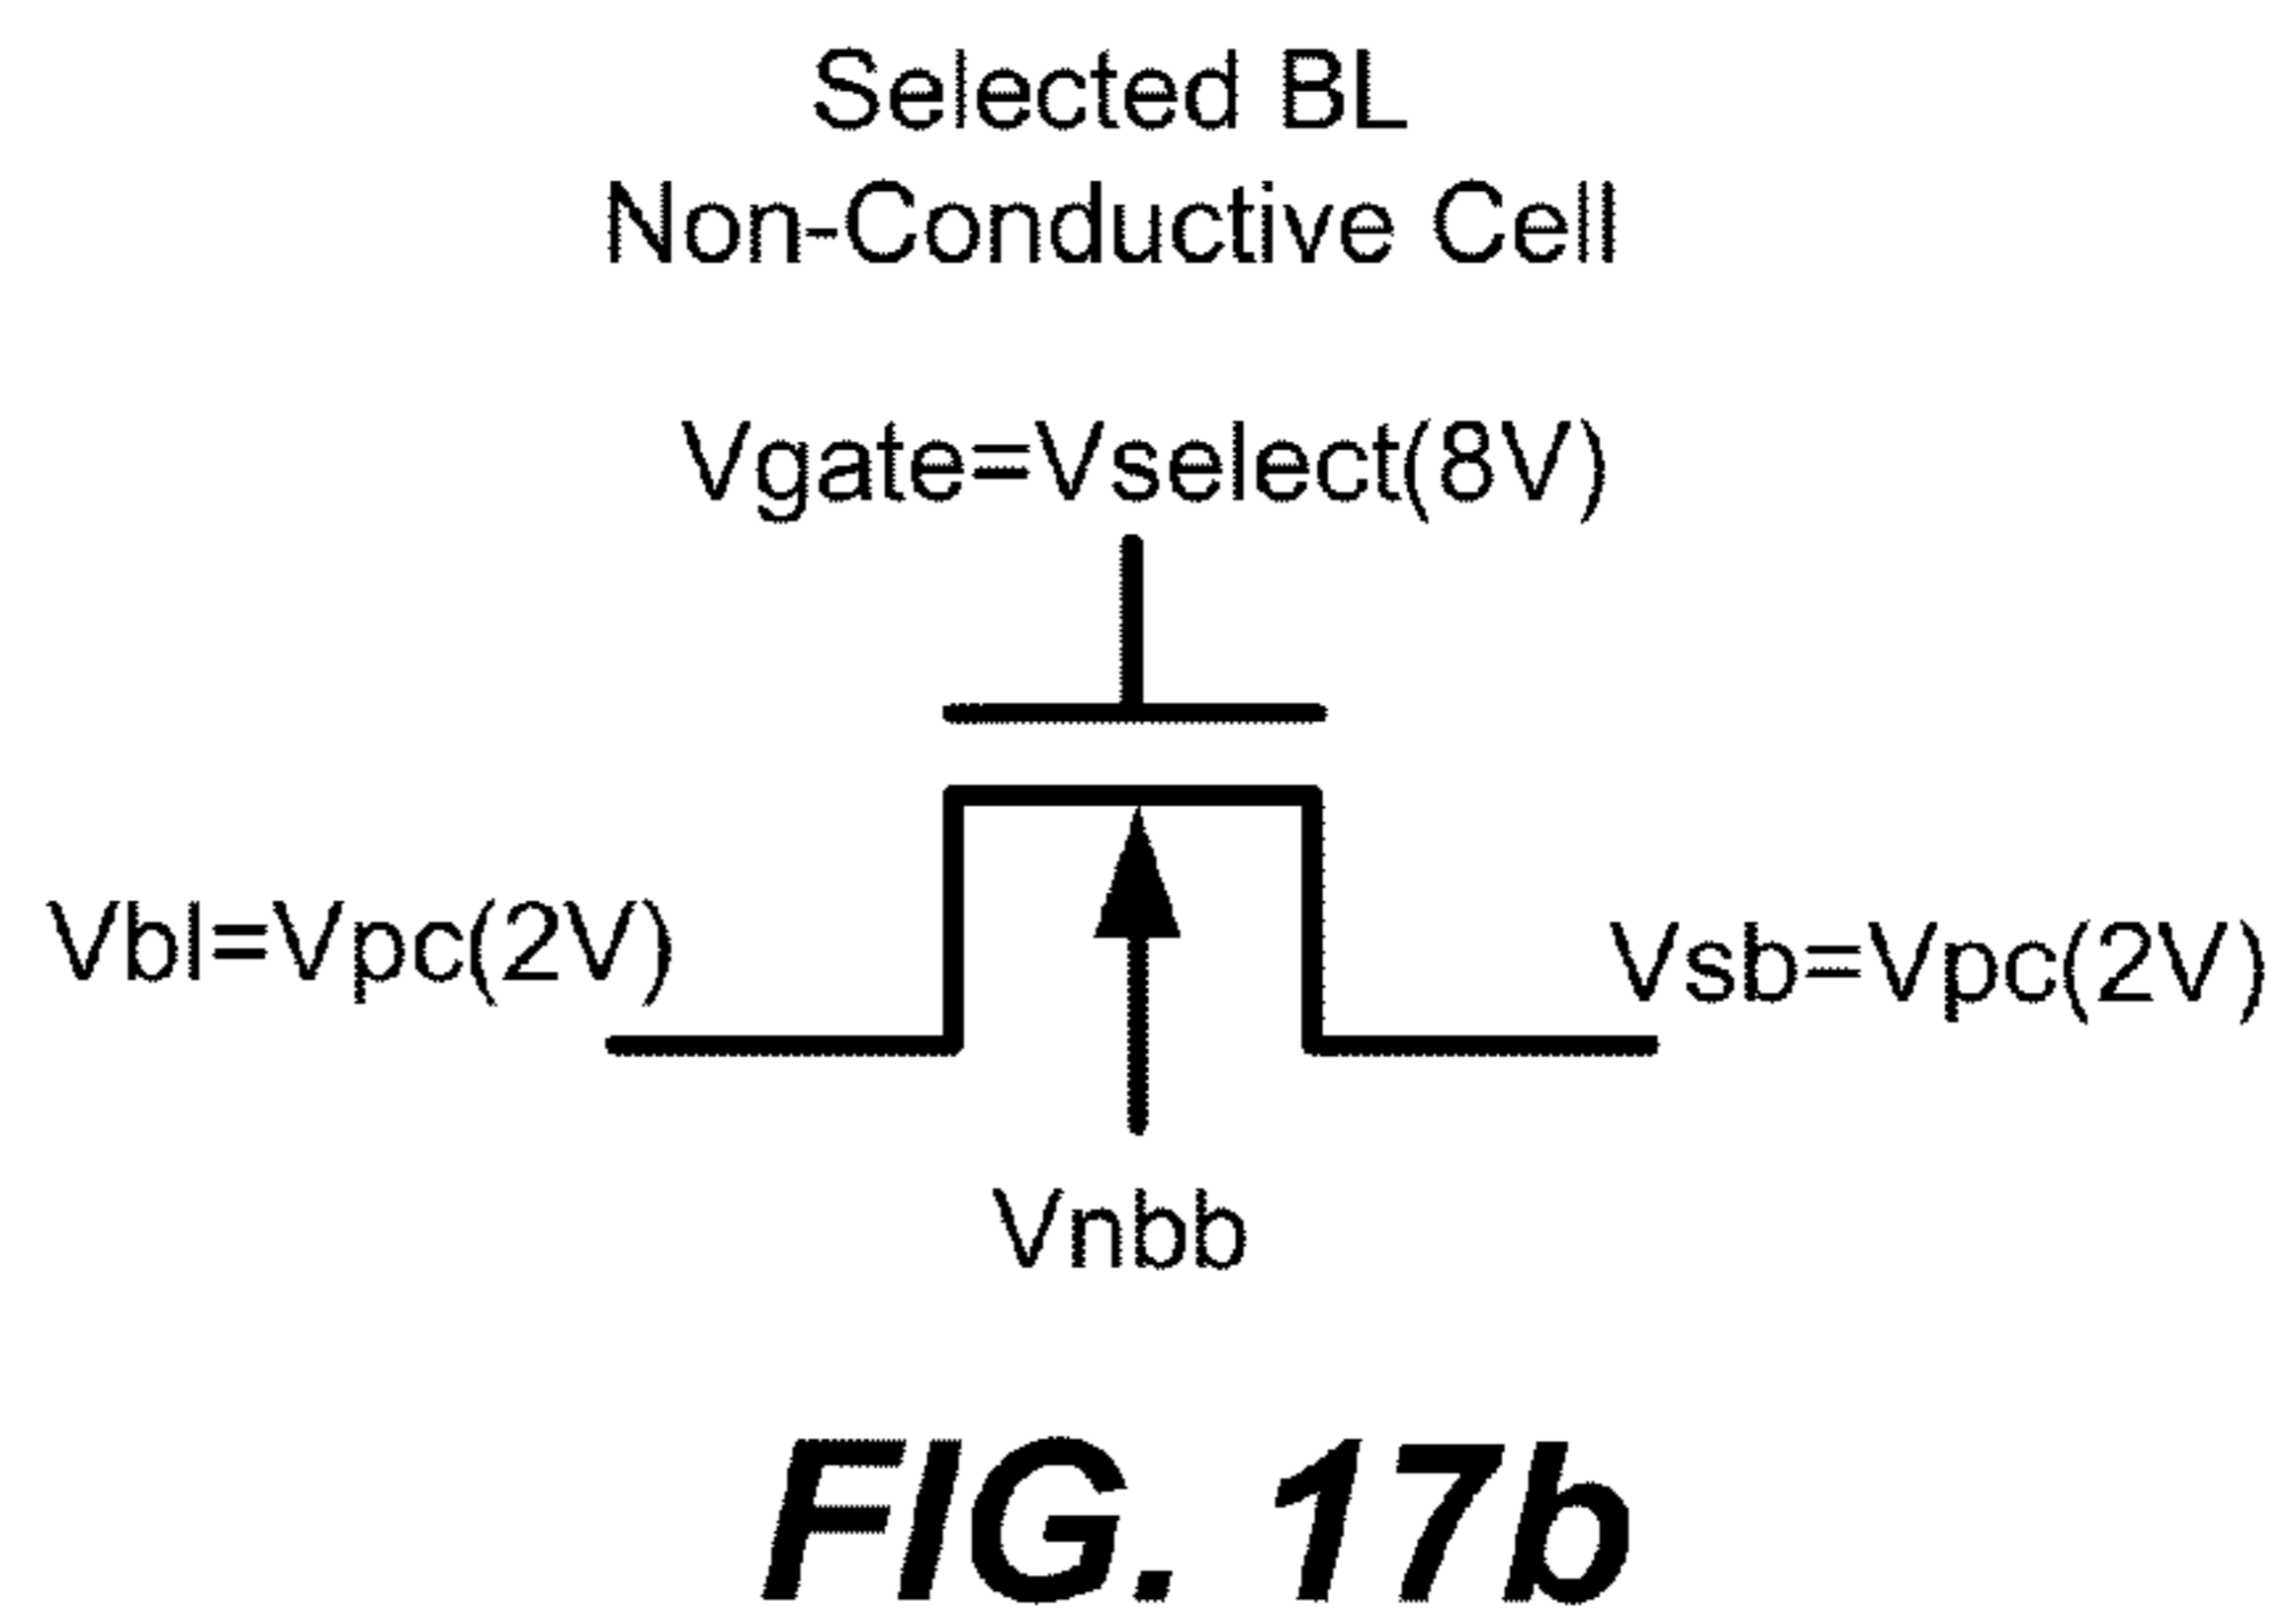 Selected BL
Non-Conductive Cell
Vgate=Vselect(8V)
Vbl=Vpc(2V)
Vsb=Vpc(2V)
Vnbb
FIG. 17b